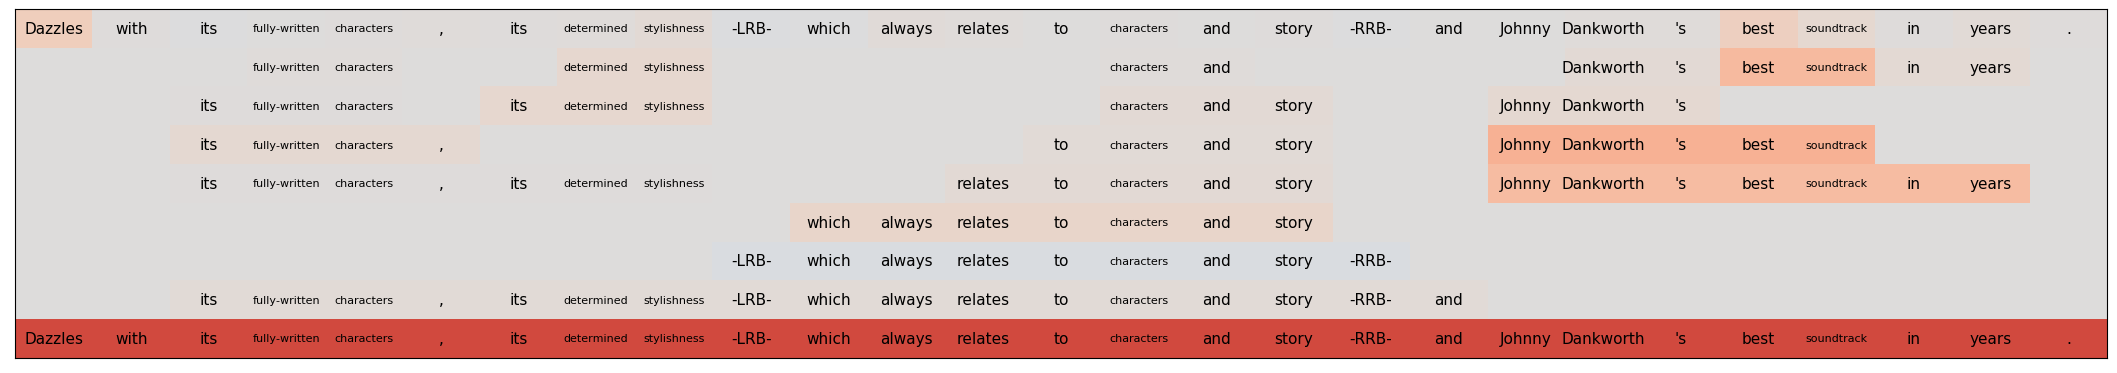 Dazzles with its fully-written characters , its determined stylishness -LRB- which always relates to characters and story -RRB- and Johnny Dankworth 's best soundtrack in years .
fully-written characters determined stylishness characters and Dankworth 's best soundtrack in years
its fully-written characters its determined stylishness characters and story Johnny Dankworth 's
its fully-written characters , to characters and story Johnny Dankworth 's best soundtrack
its fully-written characters , its determined stylishness relates to characters and story Johnny Dankworth 's best soundtrack in years
which always relates to characters and story
-LRB- which always relates to characters and story -RRB-
its fully-written characters , its determined stylishness -LRB- which always relates to characters and story -RRB- and
Dazzles with its fully-written characters , its determined stylishness -LRB- which always relates to characters and story -RRB- and Johnny Dankworth 's best soundtrack in years .